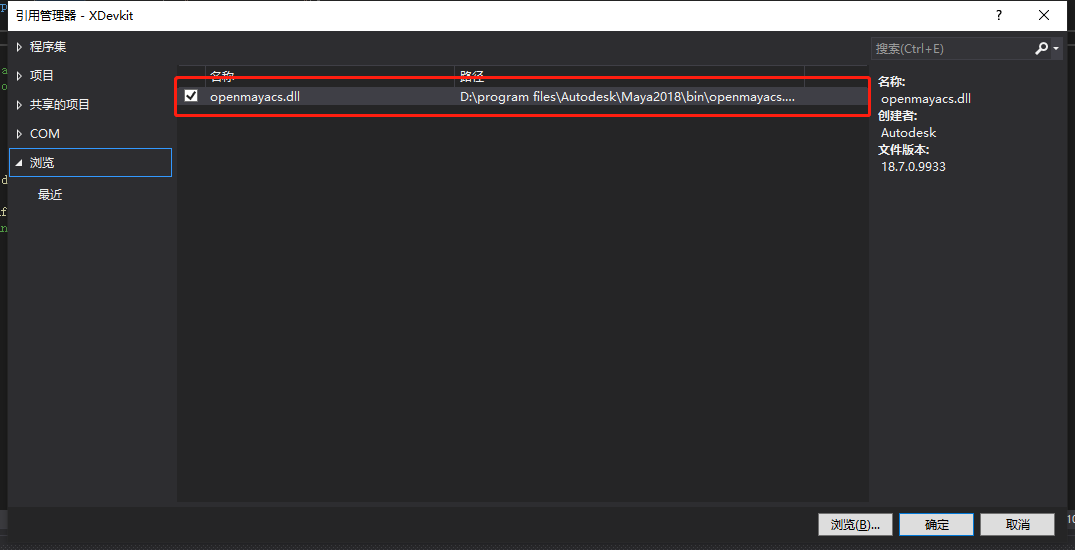 引用管理器 - XDevkit
?
程序集
项目
共享的项目
COM
浏览
最近
名称 路径
openmayacs.dll D:\program files\Autodesk\Maya2018\bin\openmayacs....
搜索(Ctrl+E)
名称:
openmayacs.dll
创建者:
Autodesk
文件版本:
18.7.0.9933
浏览(B)... 确定 取消